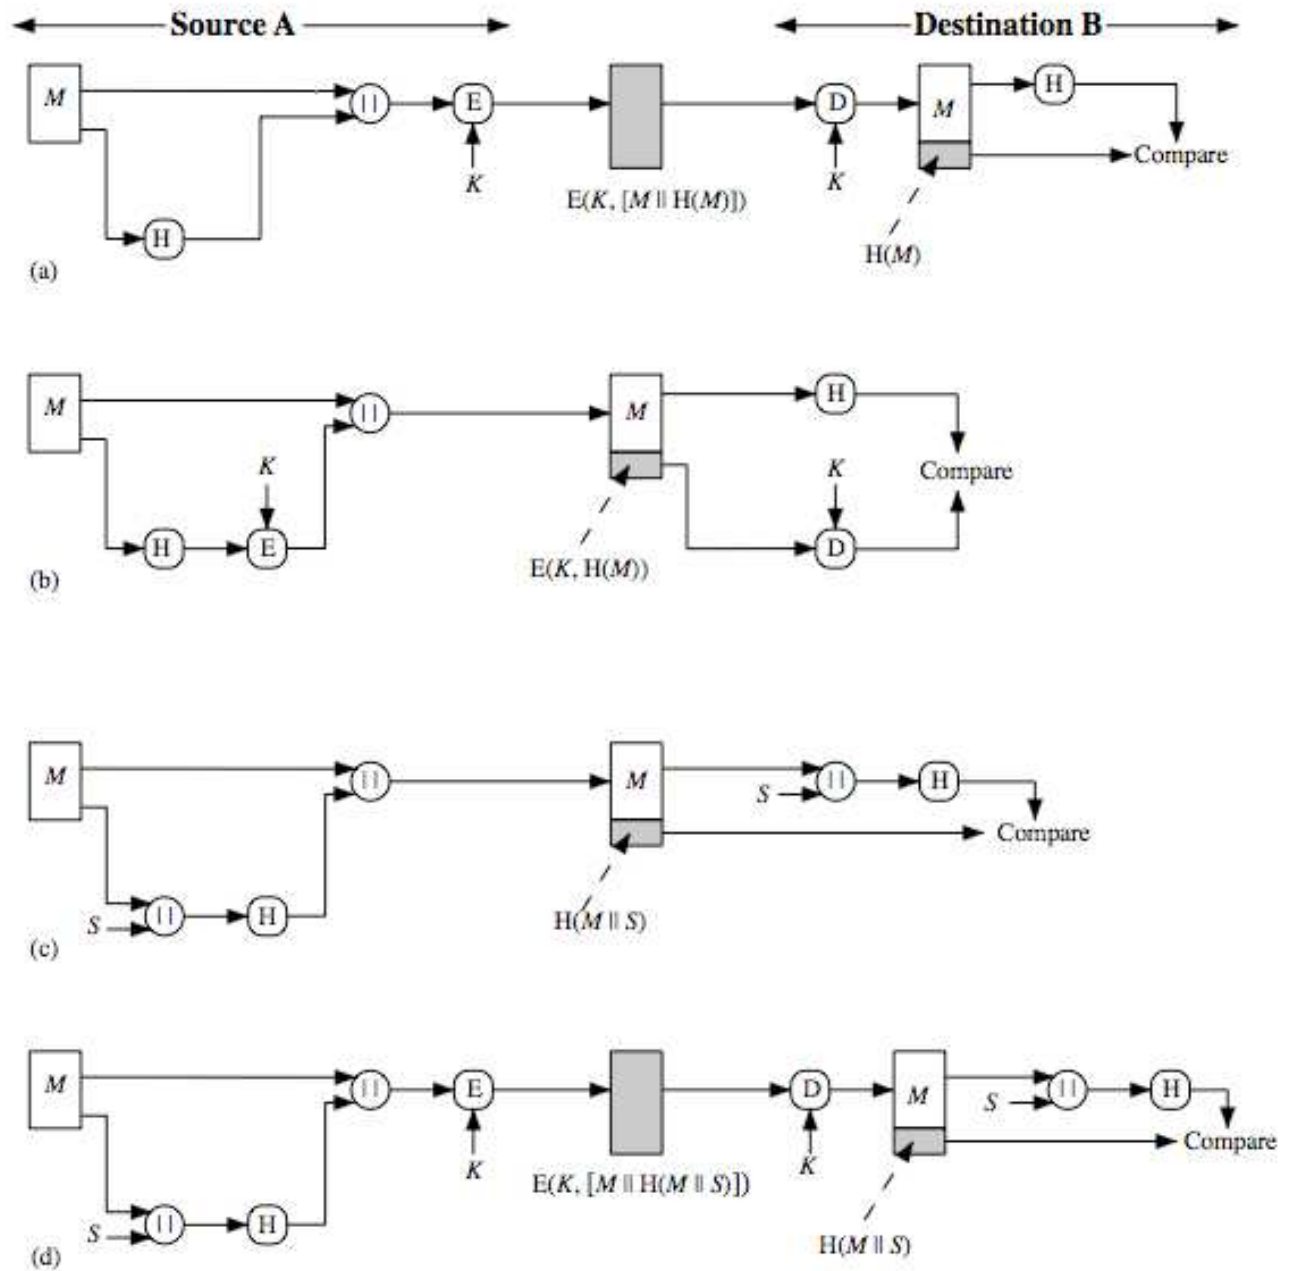 Source A
Destination B
M
||
E
K
H
E(K, [M || H(M)])
D
K
M
H
Compare
H(M)
(a)
M
||
K
H
E
M
E(K, H(M))
H
K
D
Compare
(b)
M
||
S
||
H
M
H(M || S)
S
||
H
Compare
(c)
M
||
E
K
S
||
H
E(K, [M || H(M || S)])
D
K
M
S
||
H
Compare
H(M || S)
(d)